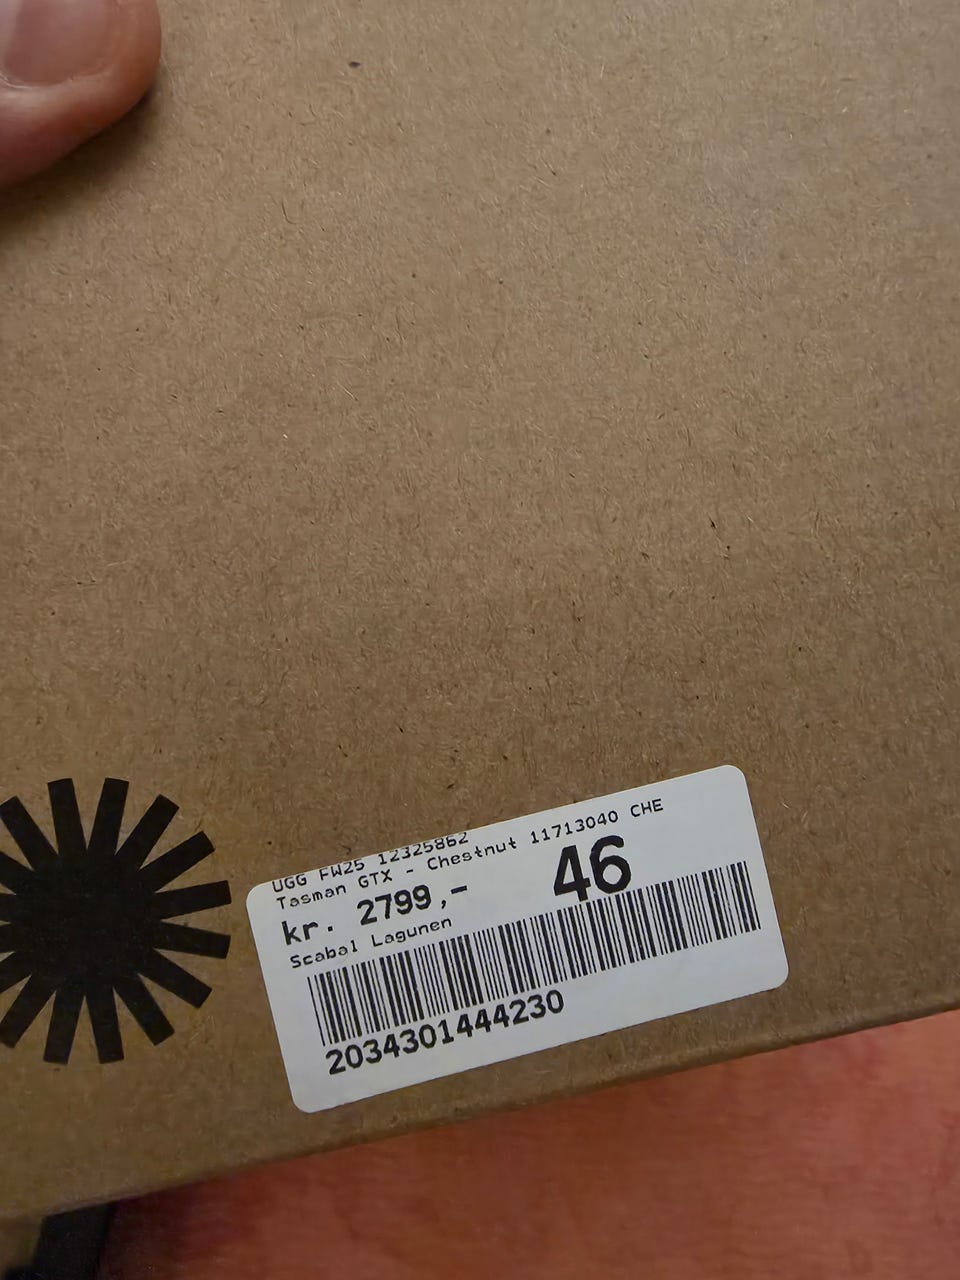 UGG FW25 12325862
Tasman GTX - Chestnut 11713040 CHE
kr. 2799,- 46
Scabal Lagunen
2034301444230